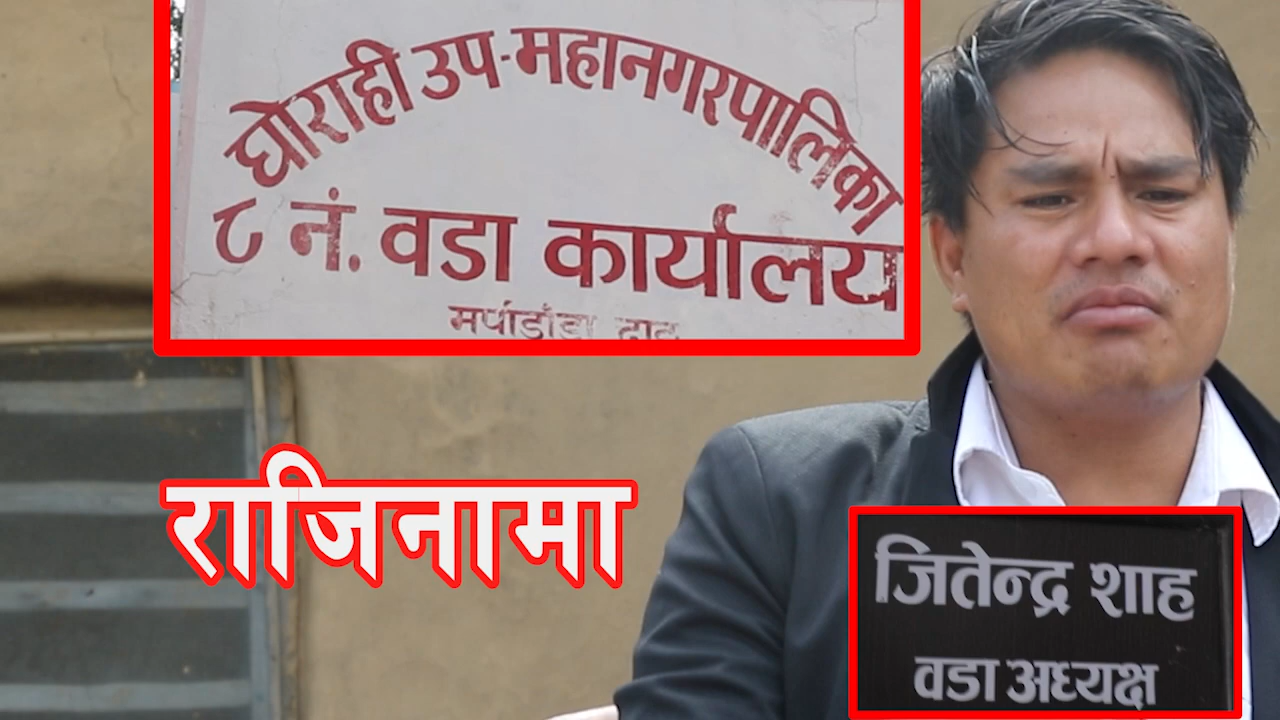 घोराही उप-महानगरपालिका
८ नं. वडा कार्यालय
राजिनामा
जितेन्द्र शाह
वडा अध्यक्ष